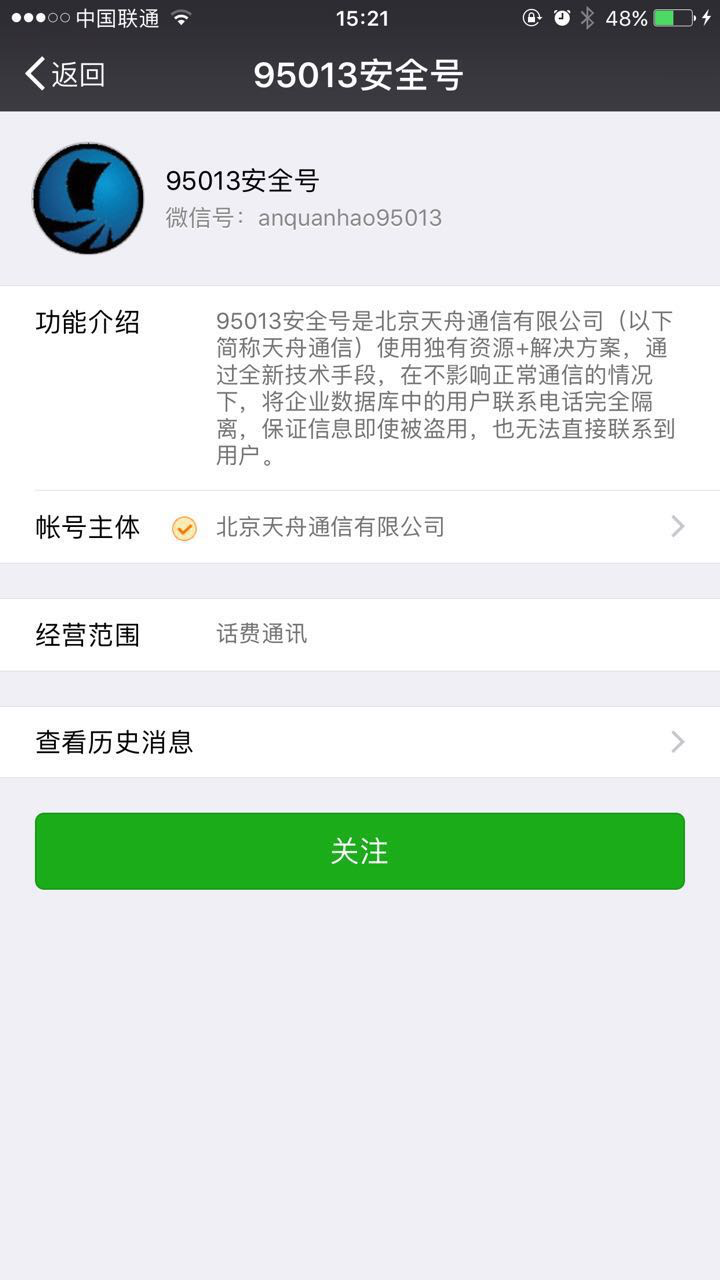 中国联通 15:21 48%
返回 95013安全号
95013安全号
微信号：anquanhao95013
功能介绍 95013安全号是北京天舟通信有限公司（以下
简称天舟通信）使用独有资源+解决方案，通
过全新技术手段，在不影响正常通信的情况
下，将企业数据库中的用户联系电话完全隔
离，保证信息即使被盗用，也无法直接联系到
用户。
帐号主体 北京天舟通信有限公司
经营范围 话费通讯
查看历史消息
关注